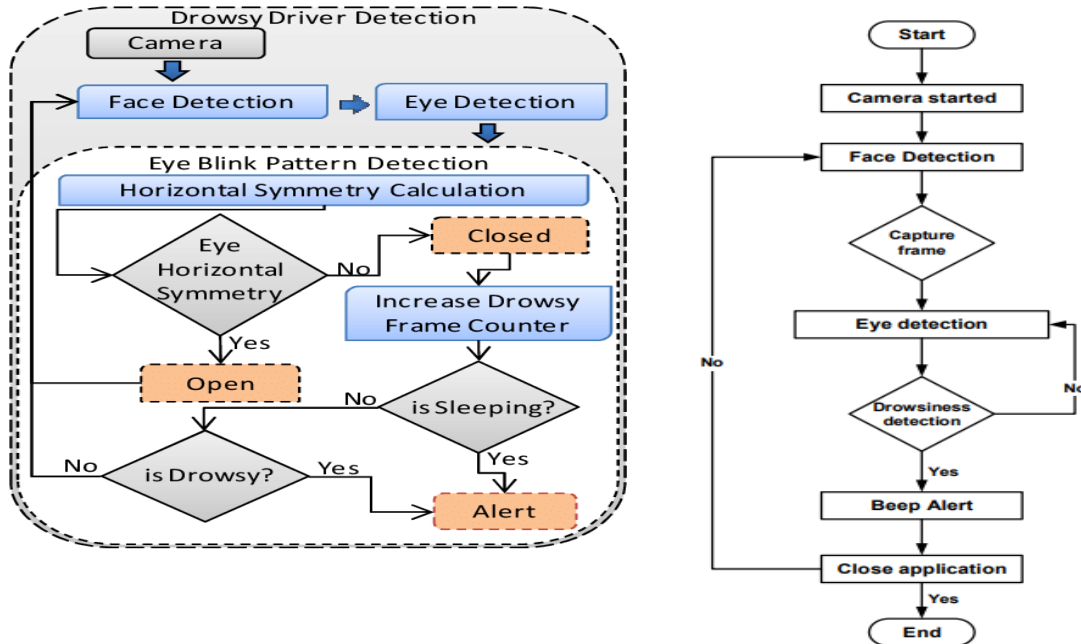 Drowsy Driver Detection
Camera
Face Detection
Eye Detection
Eye Blink Pattern Detection
Horizontal Symmetry Calculation
Eye
Horizontal
Symmetry
No
Closed
Increase Drowsy
Frame Counter
Yes
Open
No
is Sleeping?
No
is Drowsy?
Yes
Yes
Alert
Start
Camera started
Face Detection
Capture
frame
Eye detection
No
No
Drowsiness
detection
Yes
Beep Alert
Close application
Yes
End